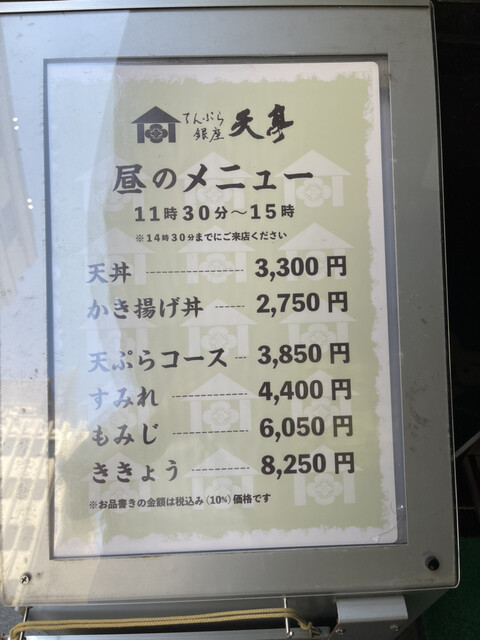 てんぷら
銀座 天亭
昼のメニュー
11時30分～15時
※14時30分までにご来店ください
天丼 ---------- 3,300円
かき揚げ丼 ---- 2,750円
天ぷらコース -- 3,850円
すみれ ---------- 4,400円
もみじ ---------- 6,050円
ききょう -------- 8,250円
※お品書きの金額は税込み(10%)価格です